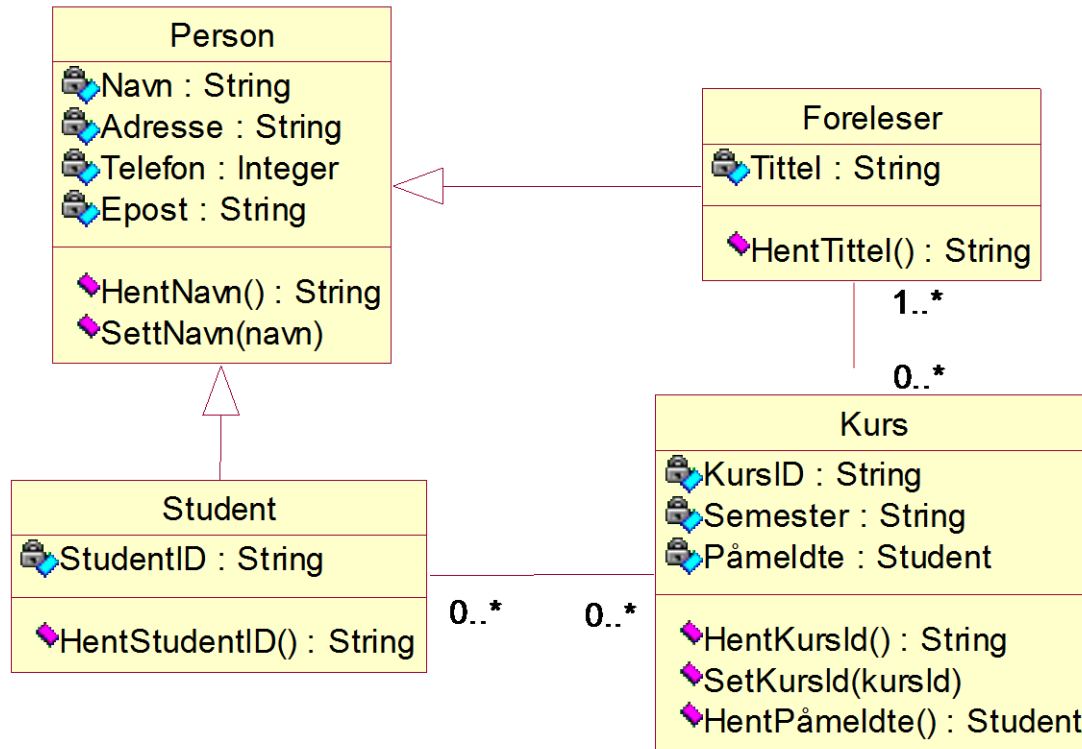 Person
Navn : String
Adresse : String
Telefon : Integer
Epost : String
HentNavn() : String
SettNavn(navn)
Foreleser
Tittel : String
HentTittel() : String
1..*
0..*
Student
StudentID : String
HentStudentID() : String
0..*
0..*
Kurs
KursID : String
Semester : String
Påmeldte : Student
HentKursId() : String
SetKursId(kursId)
HentPåmeldte() : Student